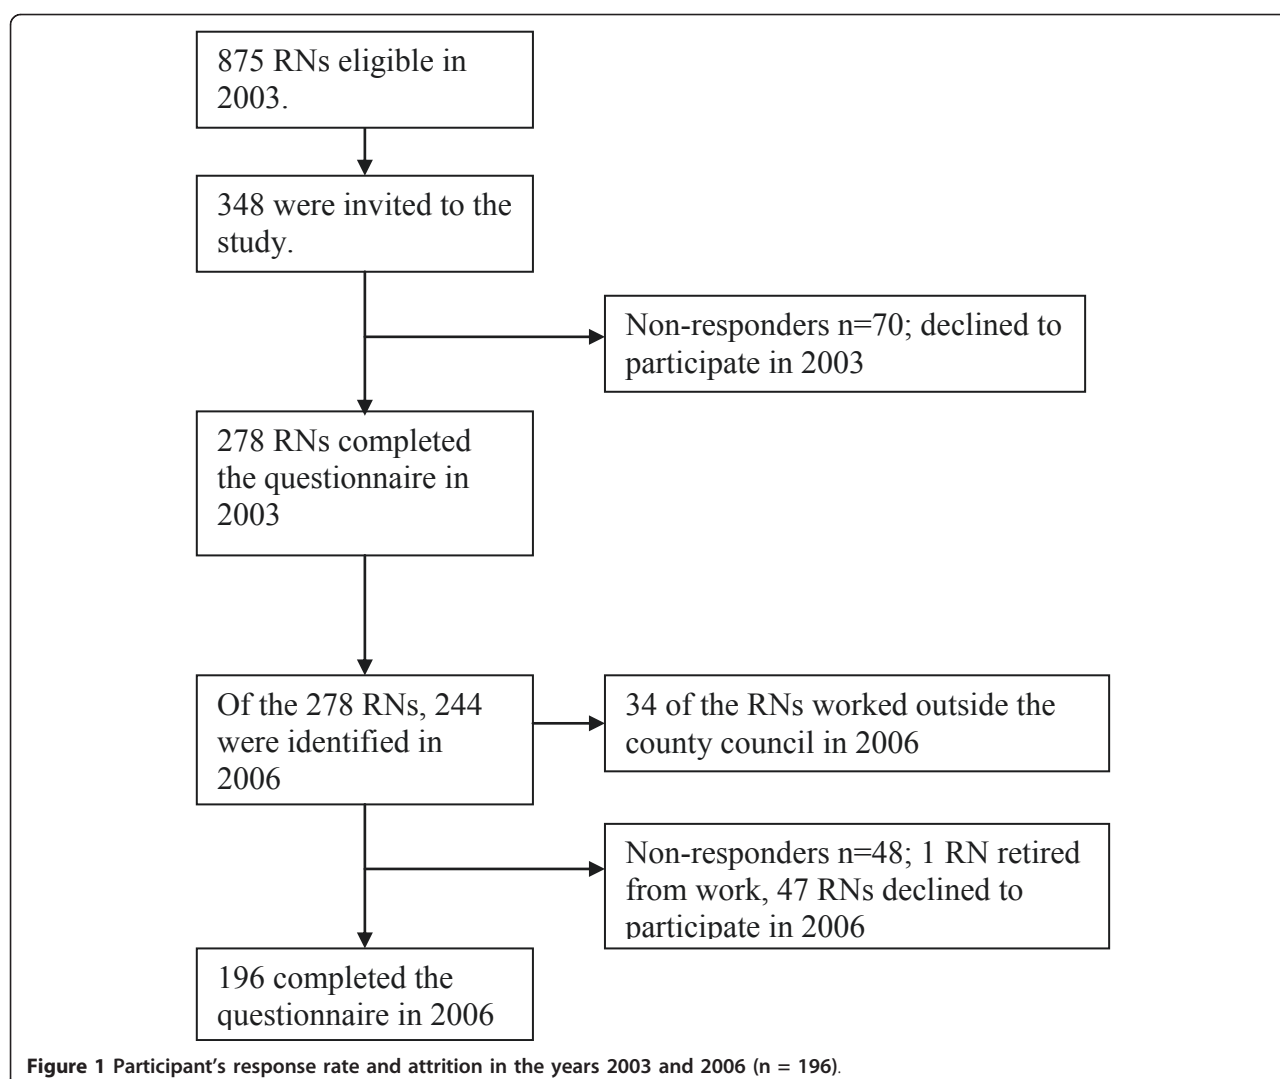 875 RNs eligible in
2003.
348 were invited to the
study.
Non-responders n=70; declined to
participate in 2003
278 RNs completed
the questionnaire in
2003
Of the 278 RNs, 244
were identified in
2006
34 of the RNs worked outside the
county council in 2006
Non-responders n=48; 1 RN retired
from work, 47 RNs declined to
participate in 2006
196 completed the
questionnaire in 2006
Figure 1 Participant's response rate and attrition in the years 2003 and 2006 (n = 196).